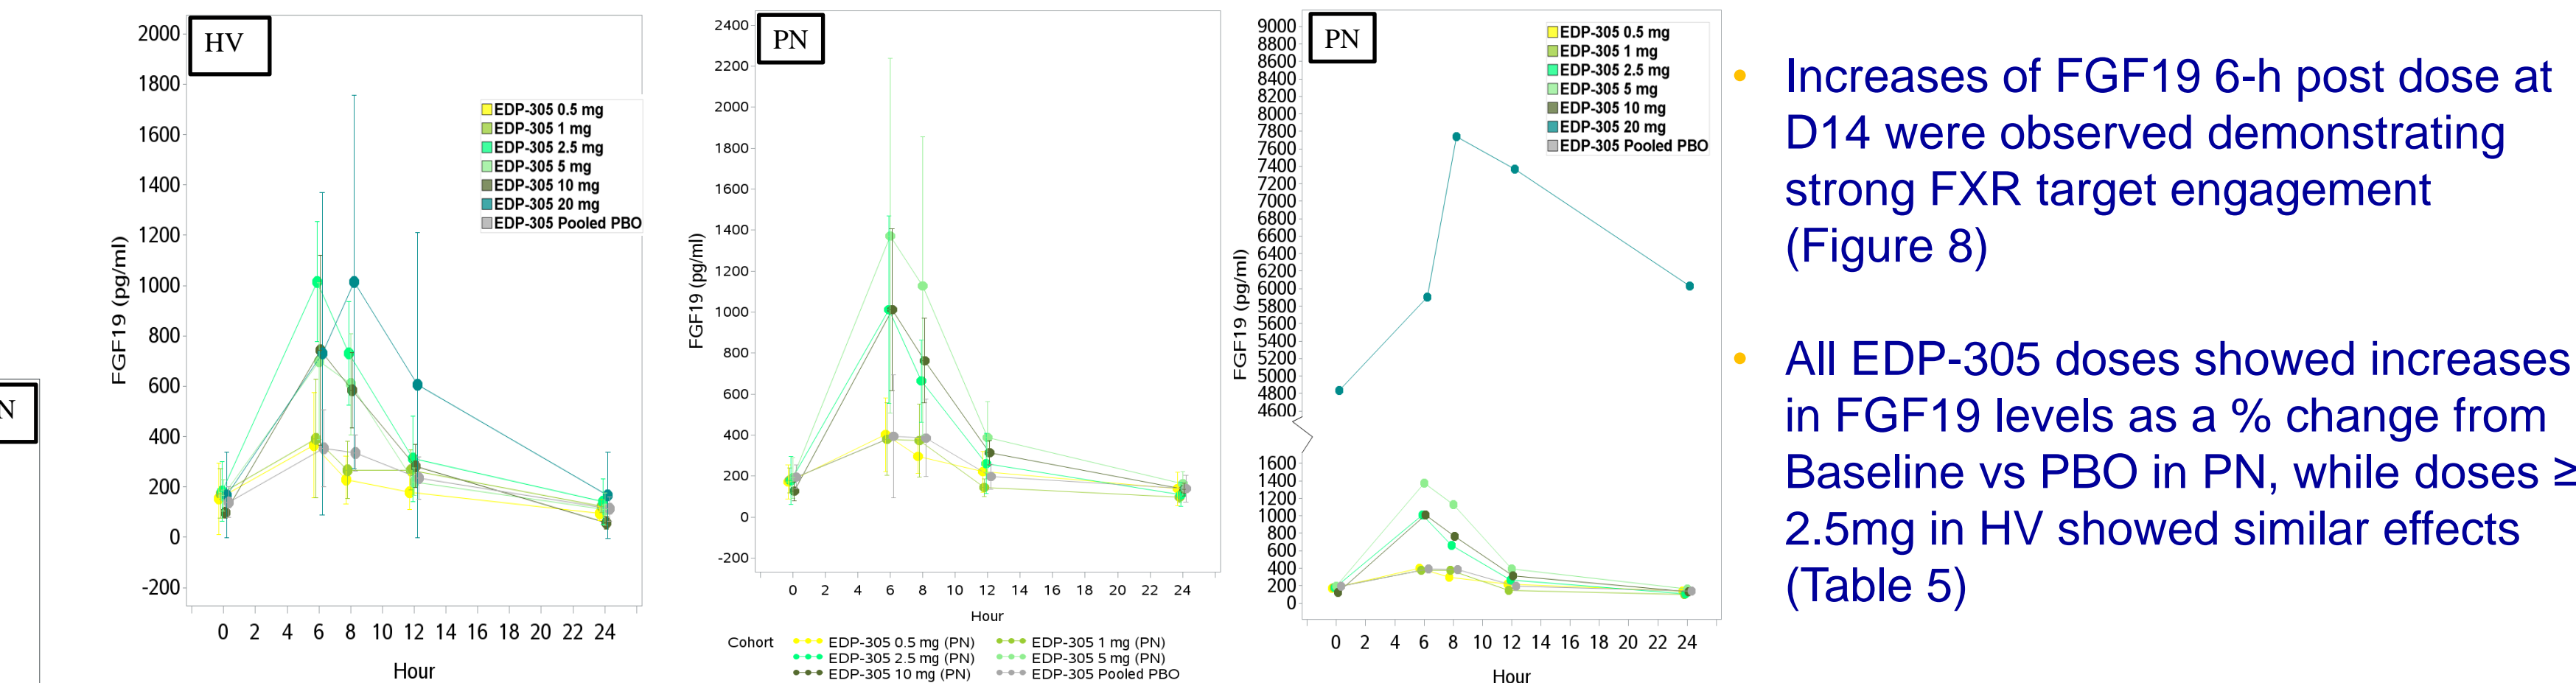 N
HV
2000
1800
1600
1400
1200
1000
800
600
400
200
0
-200
FGF19 (pg/ml)
EDP-305 0.5 mg
EDP-305 1 mg
EDP-305 2.5 mg
EDP-305 5 mg
EDP-305 10 mg
EDP-305 20 mg
EDP-305 Pooled PBO
0 2 4 6 8 10 12 14 16 18 20 22 24
Hour
PN
2400
2200
2000
1800
1600
1400
1200
1000
800
600
400
200
0
-200
FGF19 (pg/ml)
0 2 4 6 8 10 12 14 16 18 20 22 24
Hour
Cohort EDP-305 0.5 mg (PN) EDP-305 1 mg (PN)
EDP-305 2.5 mg (PN) EDP-305 5 mg (PN)
EDP-305 10 mg (PN) EDP-305 Pooled PBO
PN
9000
8800
8600
8400
8200
8000
7800
7600
7400
7200
7000
6800
6600
6400
6200
6000
5800
5600
5400
5200
5000
4800
4600
1600
1400
1200
1000
800
600
400
200
0
FGF19 (pg/ml)
EDP-305 0.5 mg
EDP-305 1 mg
EDP-305 2.5 mg
EDP-305 5 mg
EDP-305 10 mg
EDP-305 20 mg
EDP-305 Pooled PBO
0 2 4 6 8 10 12 14 16 18 20 22 24
Hour
• Increases of FGF19 6-h post dose at
D14 were observed demonstrating
strong FXR target engagement
(Figure 8)
• All EDP-305 doses showed increases
in FGF19 levels as a % change from
Baseline vs PBO in PN, while doses ≥
2.5mg in HV showed similar effects
(Table 5)